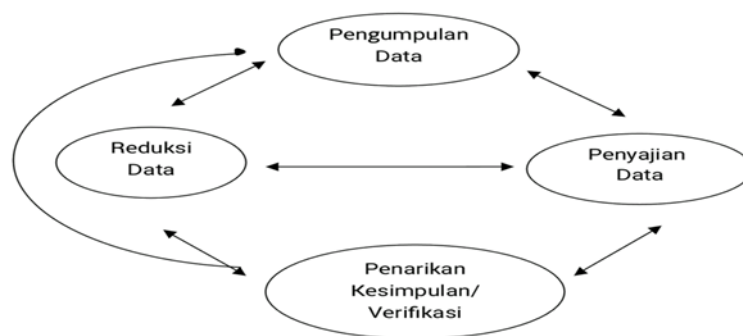 Pengumpulan
Data
Reduksi
Data
Penyajian
Data
Penarikan
Kesimpulan/
Verifikasi